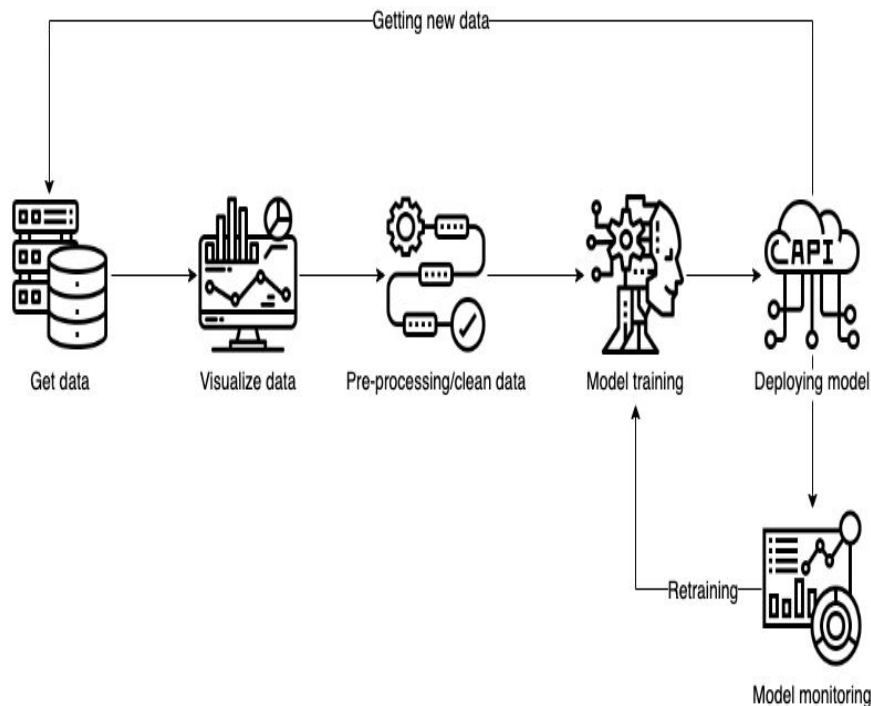 Getting new data
API
Get data
Visualize data
Pre-processing/clean data
Model training
Deploying model
Retraining
Model monitoring